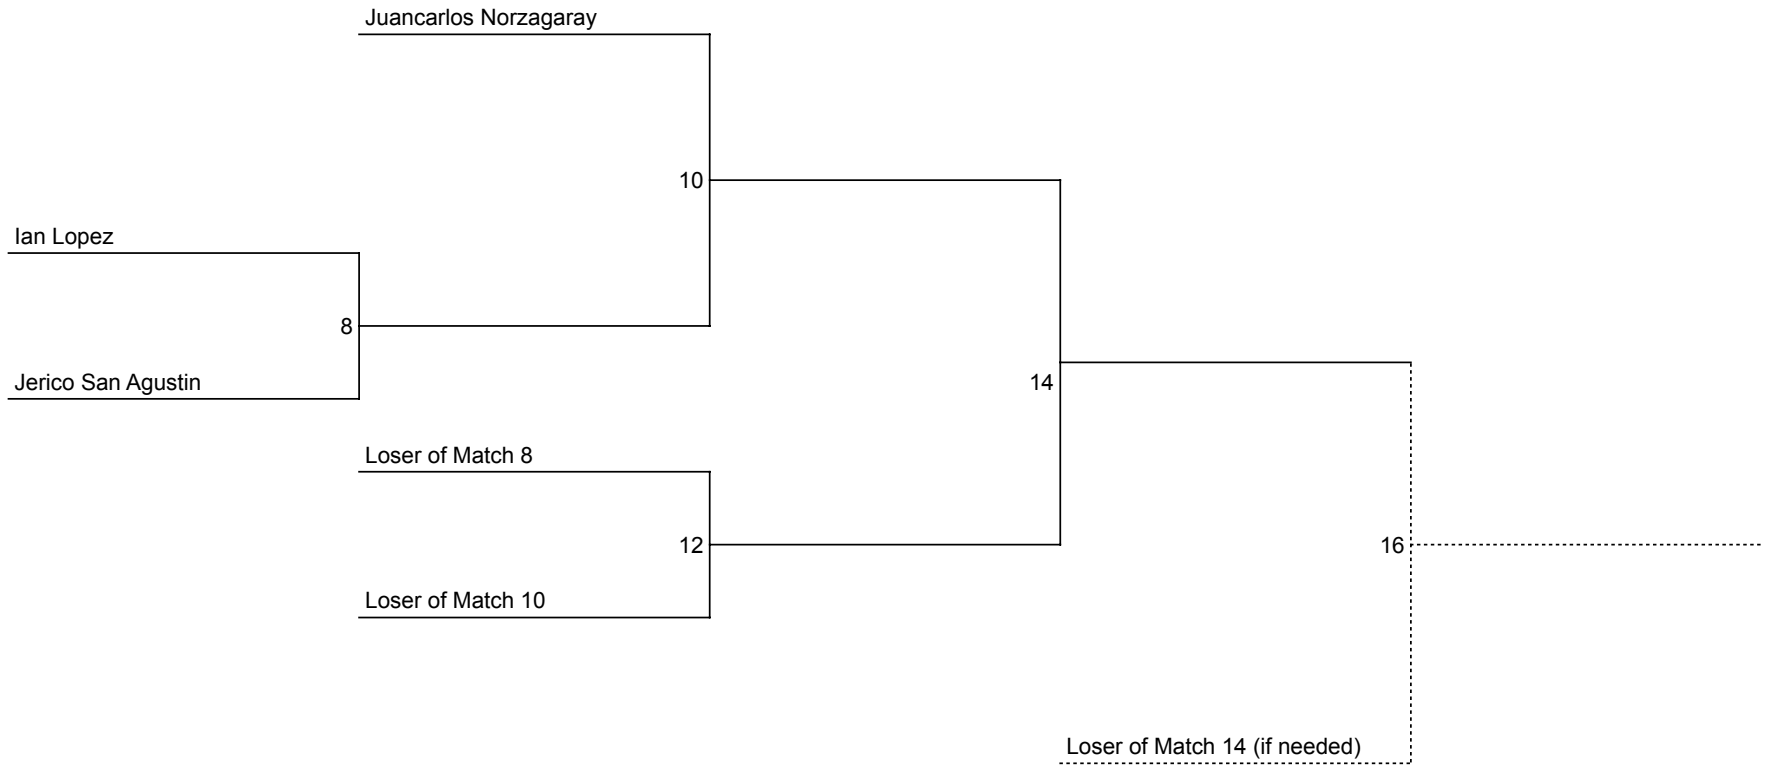 Juancarlos Norzagaray
10
Ian Lopez
8
Jerico San Agustin
14
Loser of Match 8
12
16
Loser of Match 10
Loser of Match 14 (if needed)